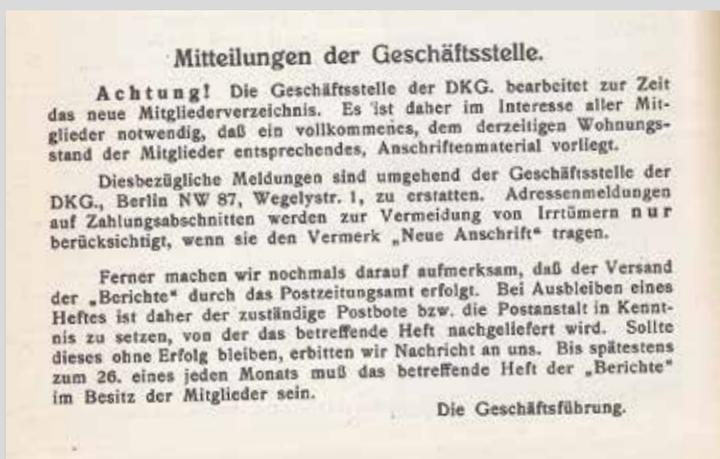 Mitteilungen der Geschäftsstelle.
Achtung! Die Geschäftsstelle der DKG. bearbeitet zur Zeit
das neue Mitgliederverzeichnis. Es ist daher im Interesse aller Mit-
glieder notwendig, daß ein vollkommenes, dem derzeitigen Wohnungs-
stand der Mitglieder entsprechendes, Anschriftenmaterial vorliegt.
Diesbezügliche Meldungen sind umgehend der Geschäftsstelle der
DKG., Berlin NW 87, Wegelystr. 1, zu erstatten. Adressenmeldungen
auf Zahlungsabschnitten werden zur Vermeidung von Irrtümern nur
berücksichtigt, wenn sie den Vermerk „Neue Anschrift“ tragen.
Ferner machen wir nochmals darauf aufmerksam, daß der Versand
der „Berichte“ durch das Postzeitungsamt erfolgt. Bei Ausbleiben eines
Heftes ist daher der zuständige Postbote bzw. die Postanstalt in Kennt-
nis zu setzen, von der das betreffende Heft nachgeliefert wird. Sollte
dieses ohne Erfolg bleiben, erbitten wir Nachricht an uns. Bis spätestens
zum 26. eines jeden Monats muß das betreffende Heft der „Berichte“
im Besitz der Mitglieder sein.
Die Geschäftsführung.